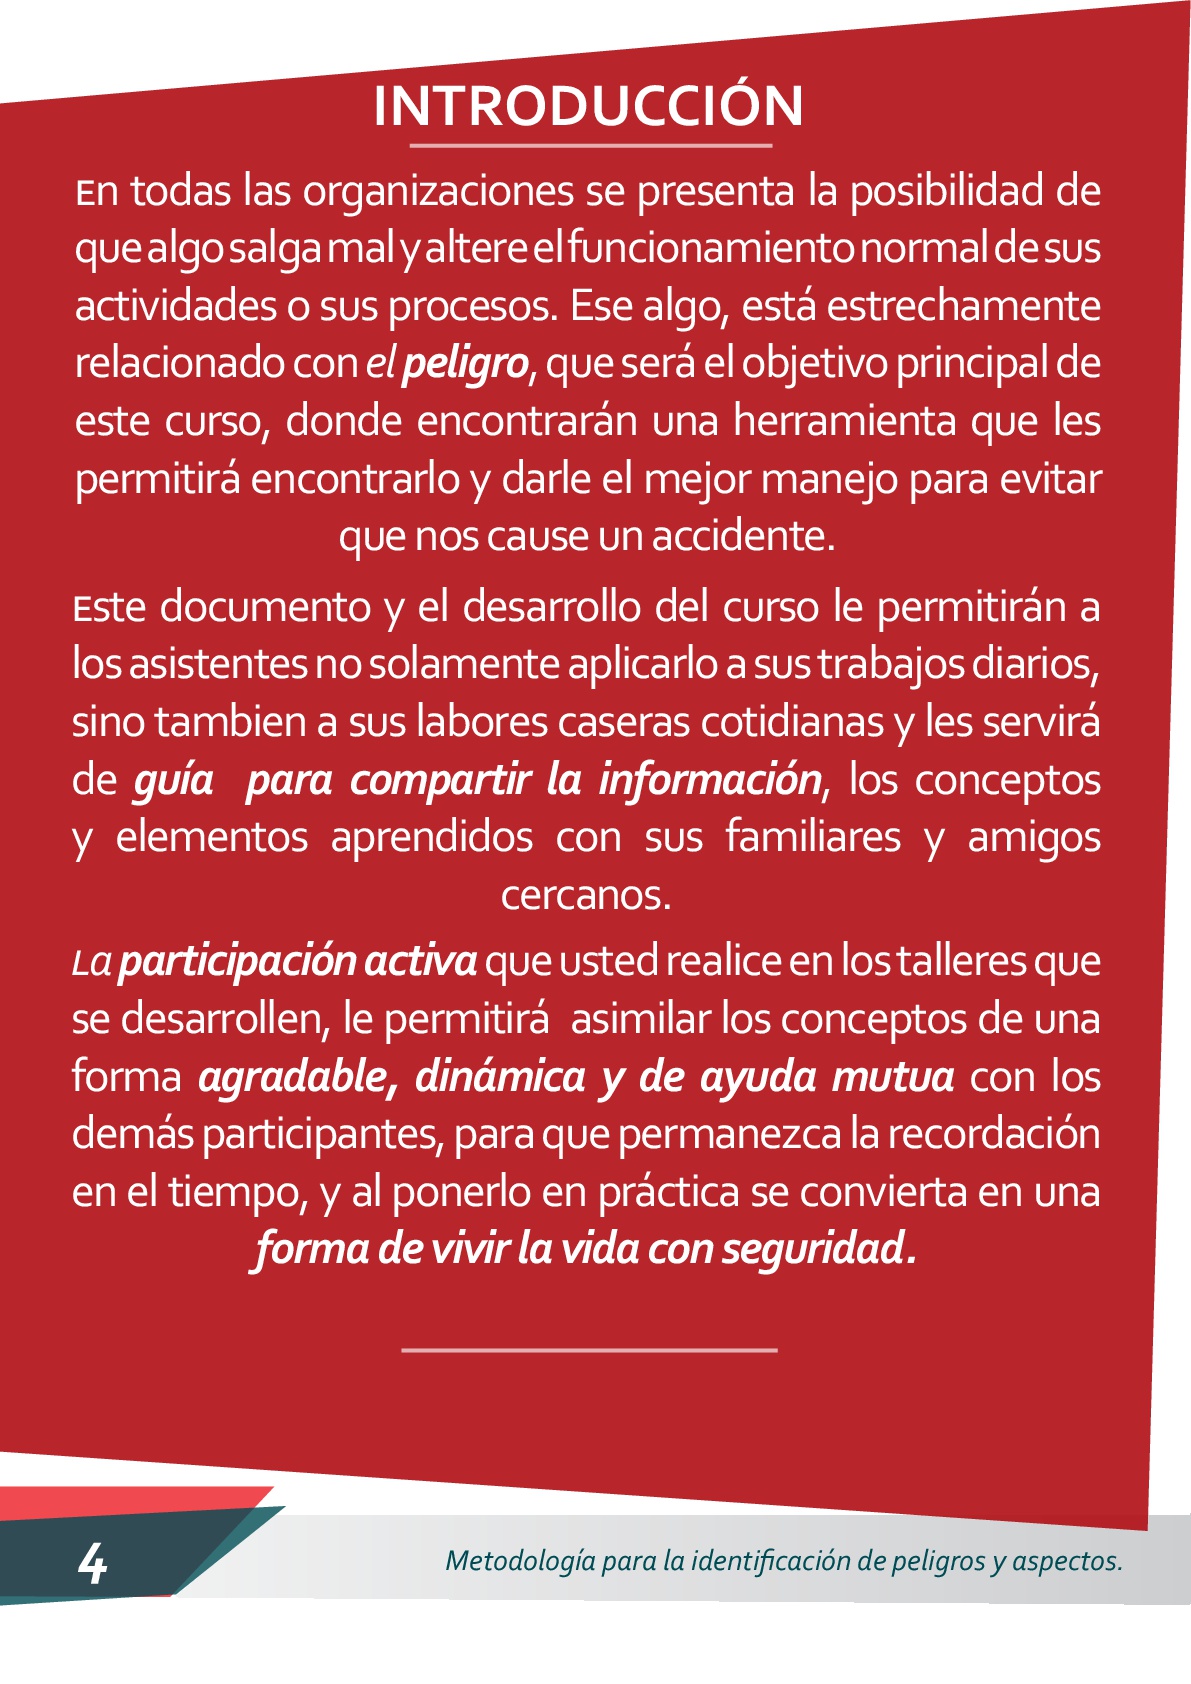 INTRODUCCIÓN
En todas las organizaciones se presenta la posibilidad de
que algo salga mal y altere el funcionamiento normal de sus
actividades o sus procesos. Ese algo, está estrechamente
relacionado con el peligro, que será el objetivo principal de
este curso, donde encontrarán una herramienta que les
permitirá encontrarlo y darle el mejor manejo para evitar
que nos cause un accidente.
Este documento y el desarrollo del curso le permitirán a
los asistentes no solamente aplicarlo a sus trabajos diarios,
sino tambien a sus labores caseras cotidianas y les servirá
de guía para compartir la información, los conceptos
y elementos aprendidos con sus familiares y amigos
cercanos.
La participación activa que usted realice en los talleres que
se desarrollen, le permitirá asimilar los conceptos de una
forma agradable, dinámica y de ayuda mutua con los
demás participantes, para que permanezca la recordación
en el tiempo, y al ponerlo en práctica se convierta en una
forma de vivir la vida con seguridad.
4
Metodología para la identificación de peligros y aspectos.